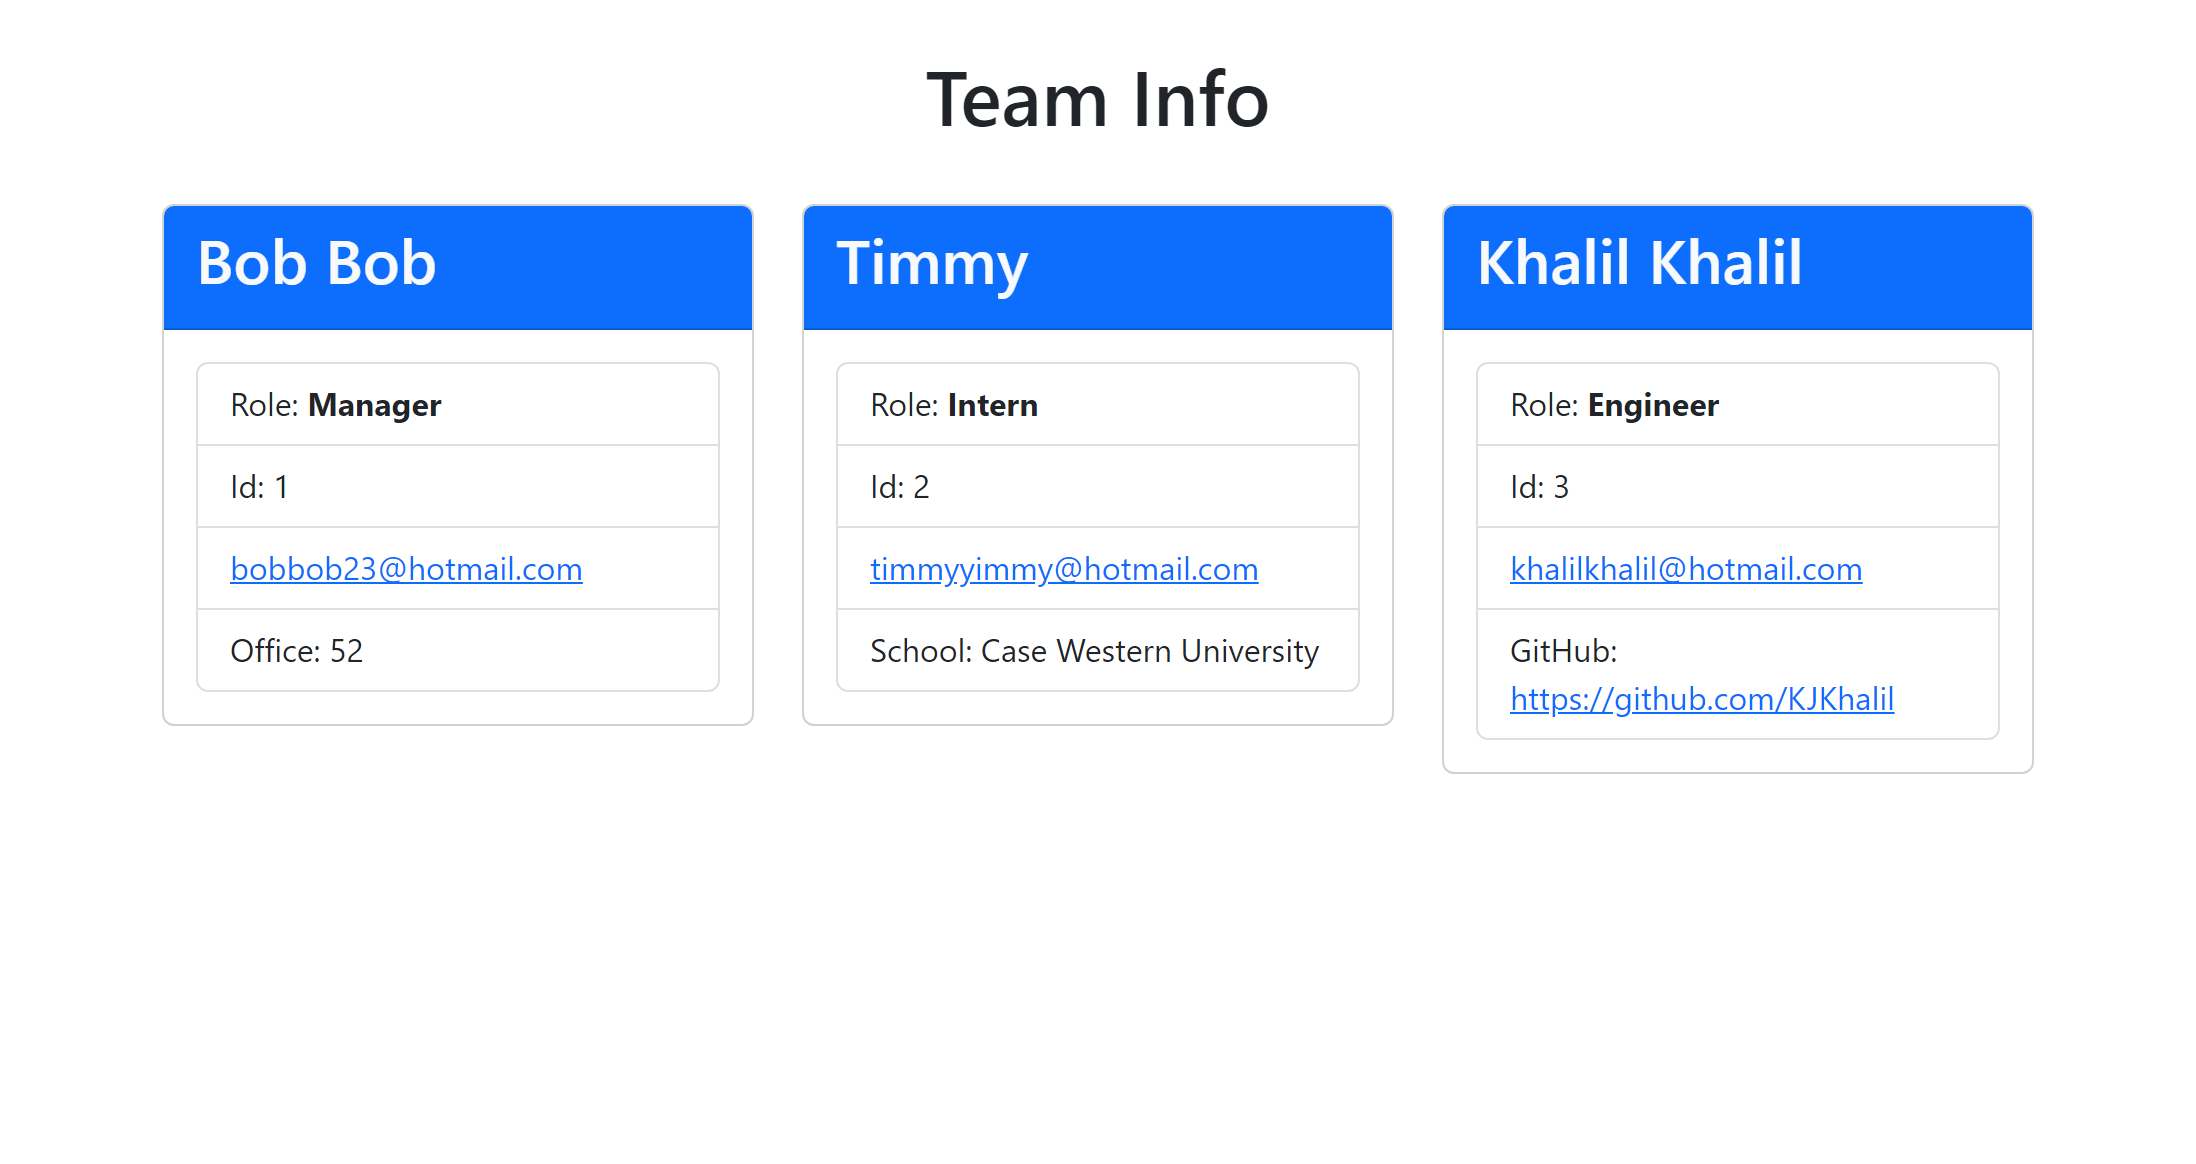 Team Info
Bob Bob
Role: Manager
Id: 1
bobbob23@hotmail.com
Office: 52
Timmy
Role: Intern
Id: 2
timmyyimmy@hotmail.com
School: Case Western University
Khalil Khalil
Role: Engineer
Id: 3
khalilkhalil@hotmail.com
GitHub:
https://github.com/KJKhalil